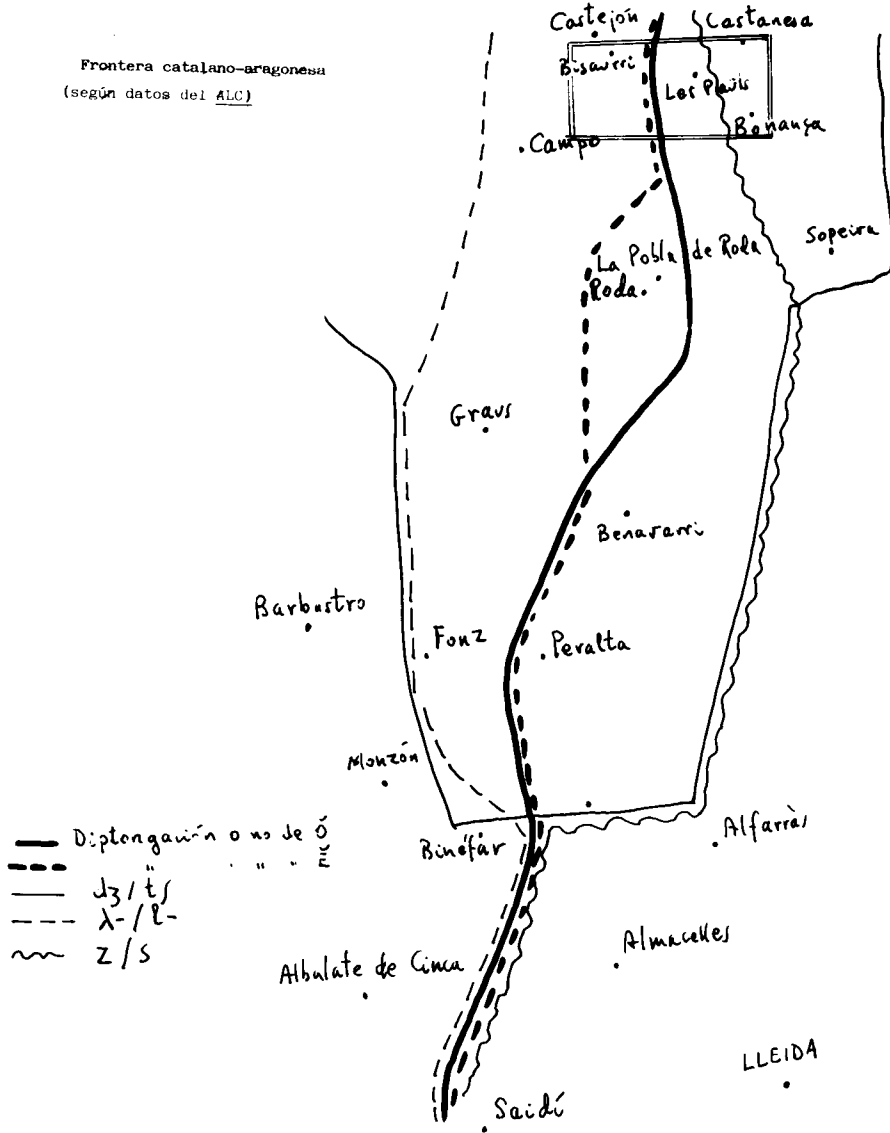 Castejón
Castanesa
Frontera catalano-aragonesa
(según datos del ALC)
Bisaurri
Les Paüls
Bonança
Campo
Sopeira
La Pobla de Roda
Roda
Graus
Benavarri
Barbastro
Fonz
Peralta
Monzón
Diptongación o no de Ŏ
" " " " Ĕ
Binéfar
Alfarràs
dʒ / tʃ
λ- / l-
z / s
Albalate de Cinca
Almacelles
LLEIDA
Saidí